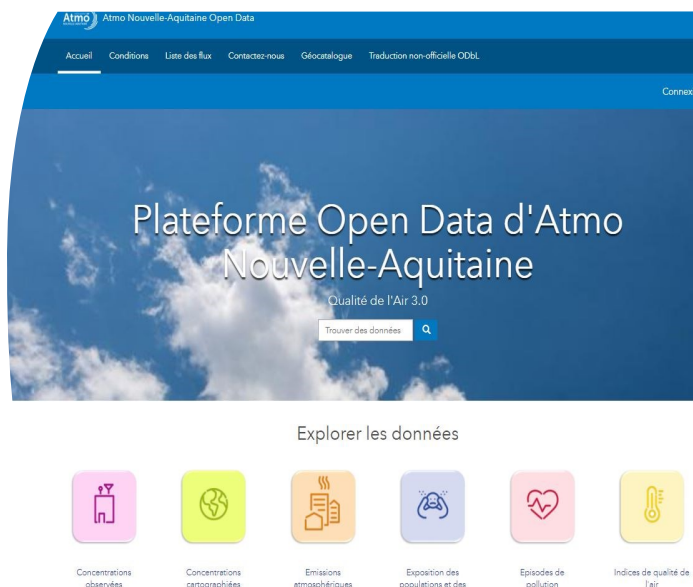 Atmo Atmo Nouvelle-Aquitaine Open Data
Accueil Conditions Liste des flux Contactez-nous Géocatalogue Traduction non-officielle ODbL
Connex
Plateforme Open Data d'Atmo
Nouvelle-Aquitaine
Qualité de l'Air 3.0
Trouver des données
Explorer les données
Concentrations
observées
Concentrations
cartographiées
Emissions
atmosphériques
Exposition des
populations et des
Episodes de
pollution
Indices de qualité de
l'air